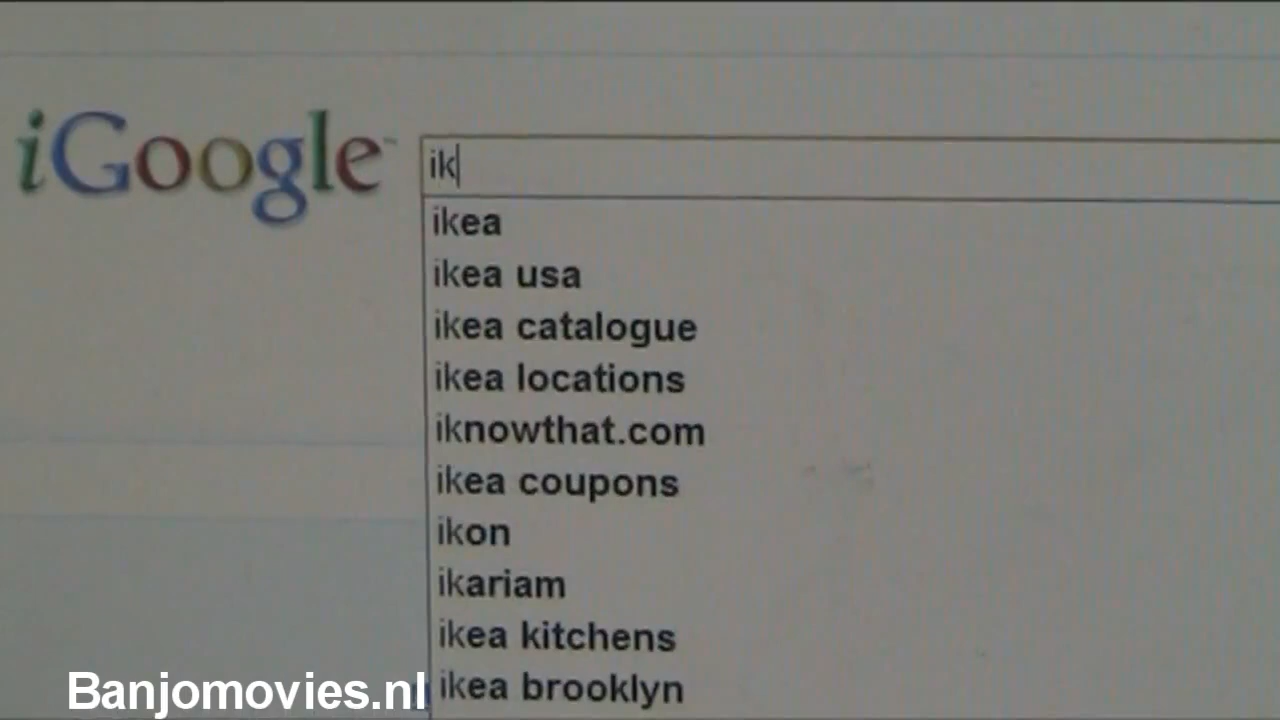 iGoogle™
ik
ikea
ikea usa
ikea catalogue
ikea locations
iknowthat.com
ikea coupons
ikon
ikariam
ikea kitchens
ikea brooklyn
Banjomovies.nl